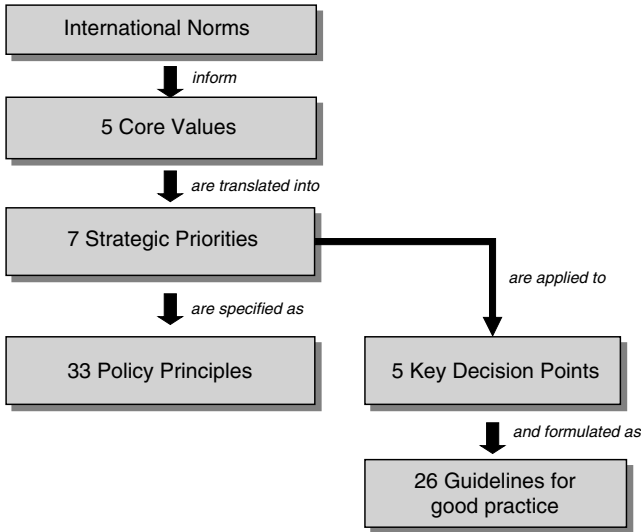 International Norms
inform
5 Core Values
are translated into
7 Strategic Priorities
are applied to
are specified as
33 Policy Principles
5 Key Decision Points
and formulated as
26 Guidelines for
good practice